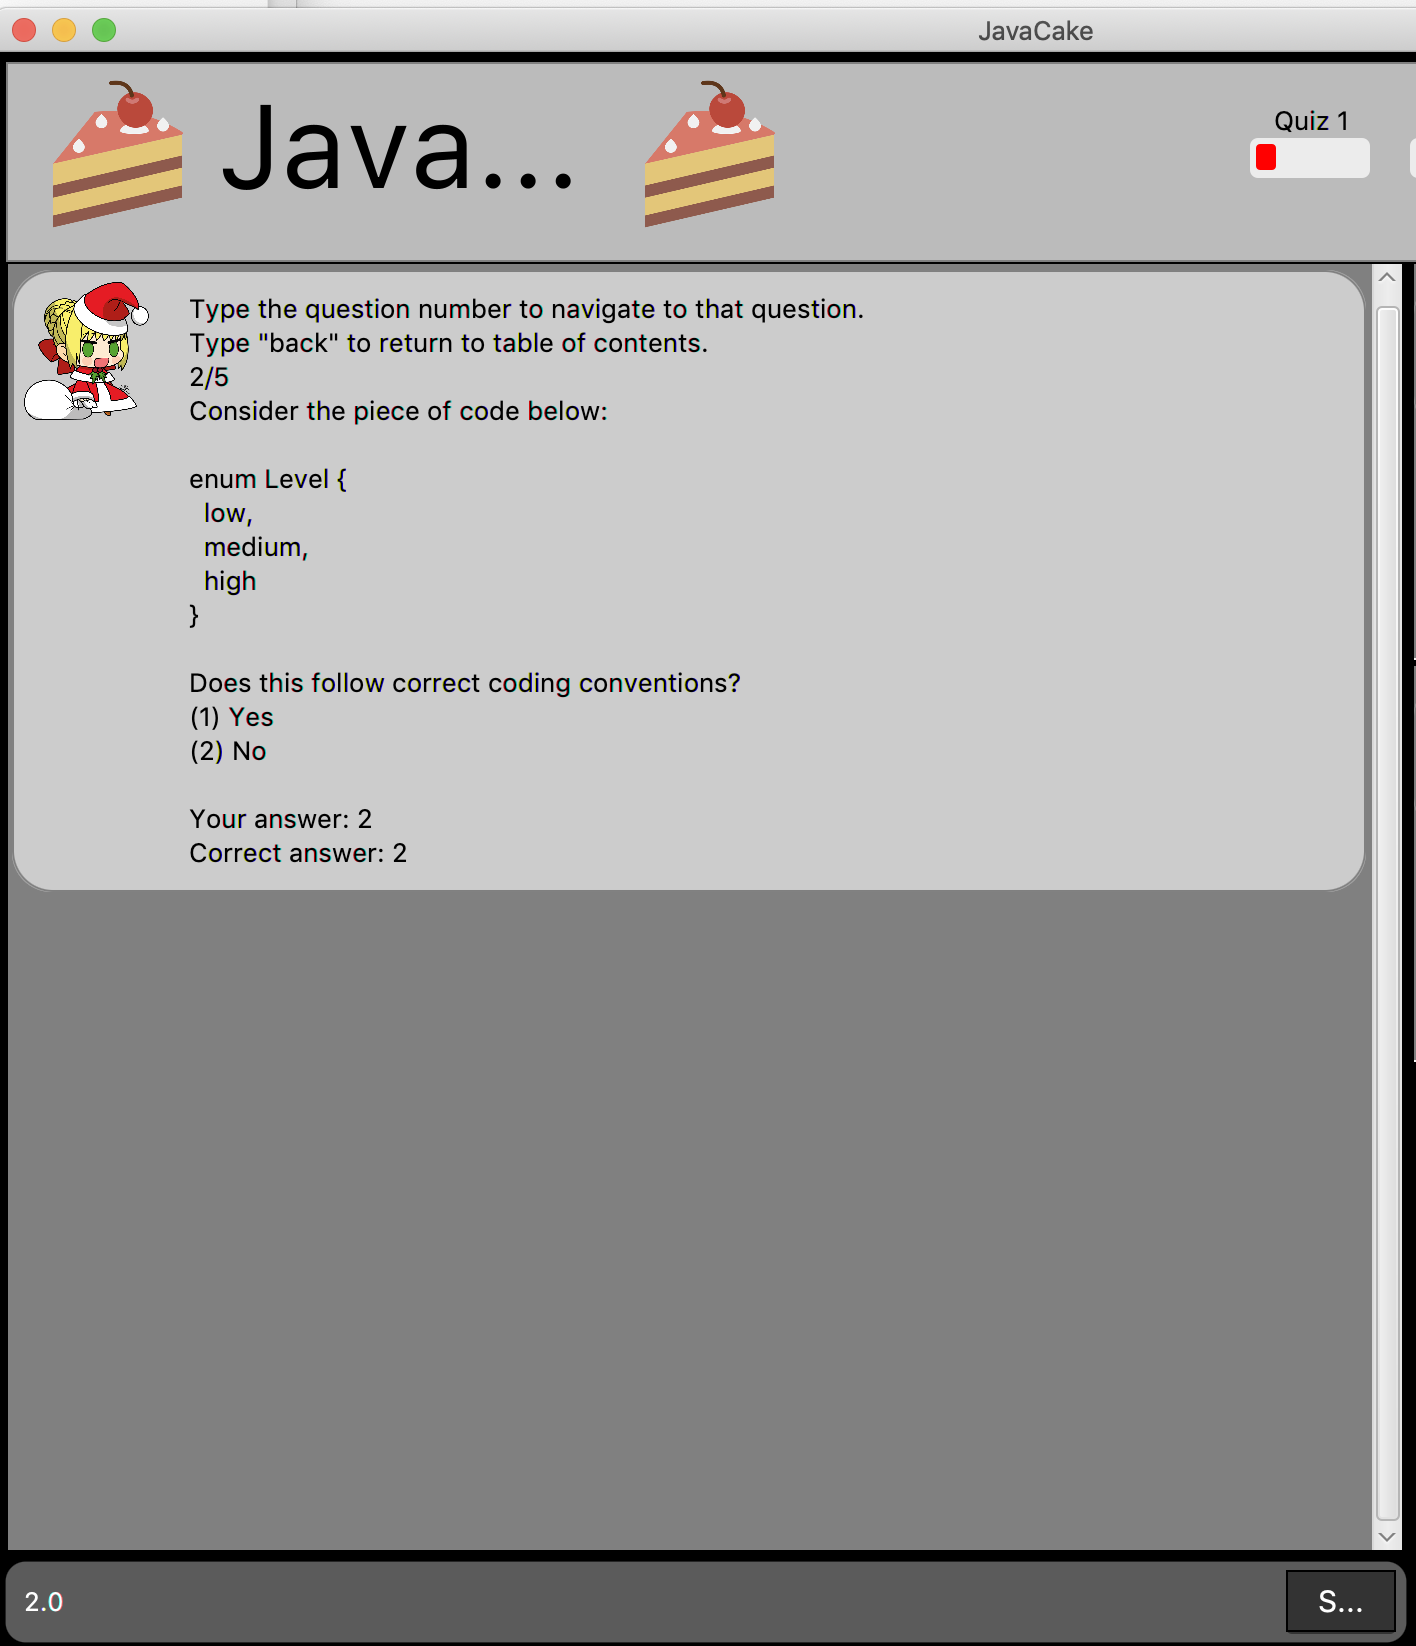 JavaCake
Java...
Quiz 1
Type the question number to navigate to that question.
Type "back" to return to table of contents.
2/5
Consider the piece of code below:
enum Level {
  low,
  medium,
  high
}
Does this follow correct coding conventions?
(1) Yes
(2) No
Your answer: 2
Correct answer: 2
2.0
S...